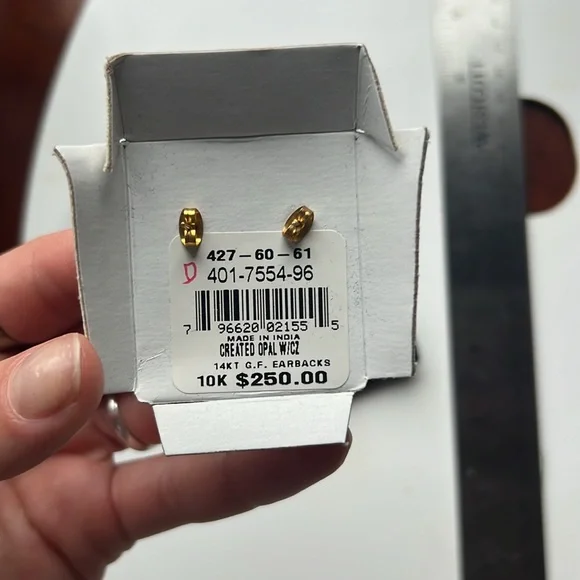 427-60-61
D 401-7554-96
7 96620 02155 5
MADE IN INDIA
CREATED OPAL W/CZ
14KT G.F. EARBACKS
10K $250.00